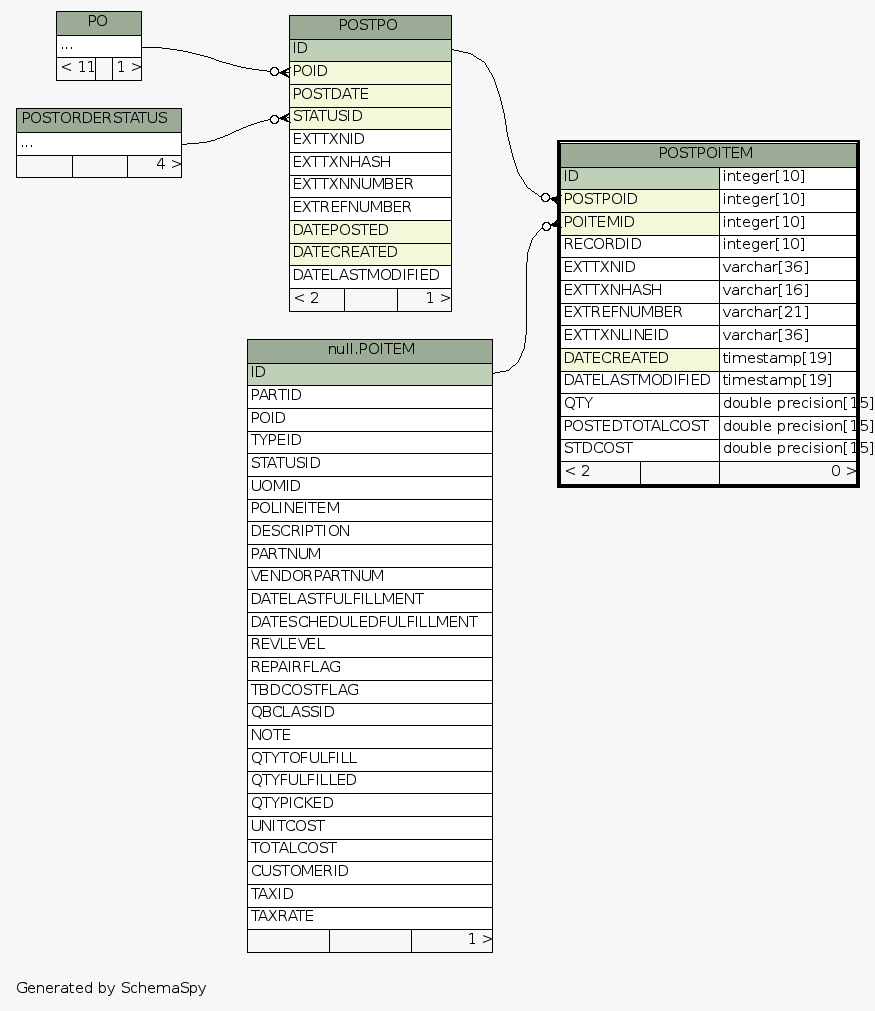 PO
...
< 11 1 >
POSTORDERSTATUS
...
4 >
POSTPO
ID
POID
POSTDATE
STATUSID
EXTTXNID
EXTTXNHASH
EXTTXNNUMBER
EXTREFNUMBER
DATEPOSTED
DATECREATED
DATELASTMODIFIED
< 2 1 >
POSTPOITEM
ID integer[10]
POSTPOID integer[10]
POITEMID integer[10]
RECORDID integer[10]
EXTTXNID varchar[36]
EXTTXNHASH varchar[16]
EXTREFNUMBER varchar[21]
EXTTXNLINEID varchar[36]
DATECREATED timestamp[19]
DATELASTMODIFIED timestamp[19]
QTY double precision[15]
POSTEDTOTALCOST double precision[15]
STDCOST double precision[15]
< 2 0 >
null.POITEM
ID
PARTID
POID
TYPEID
STATUSID
UOMID
POLINEITEM
DESCRIPTION
PARTNUM
VENDORPARTNUM
DATELASTFULFILLMENT
DATESCHEDULEDFULFILLMENT
REVLEVEL
REPAIRFLAG
TBDCOSTFLAG
QBCLASSID
NOTE
QTYTOFULFILL
QTYFULFILLED
QTYPICKED
UNITCOST
TOTALCOST
CUSTOMERID
TAXID
TAXRATE
1 >
Generated by SchemaSpy